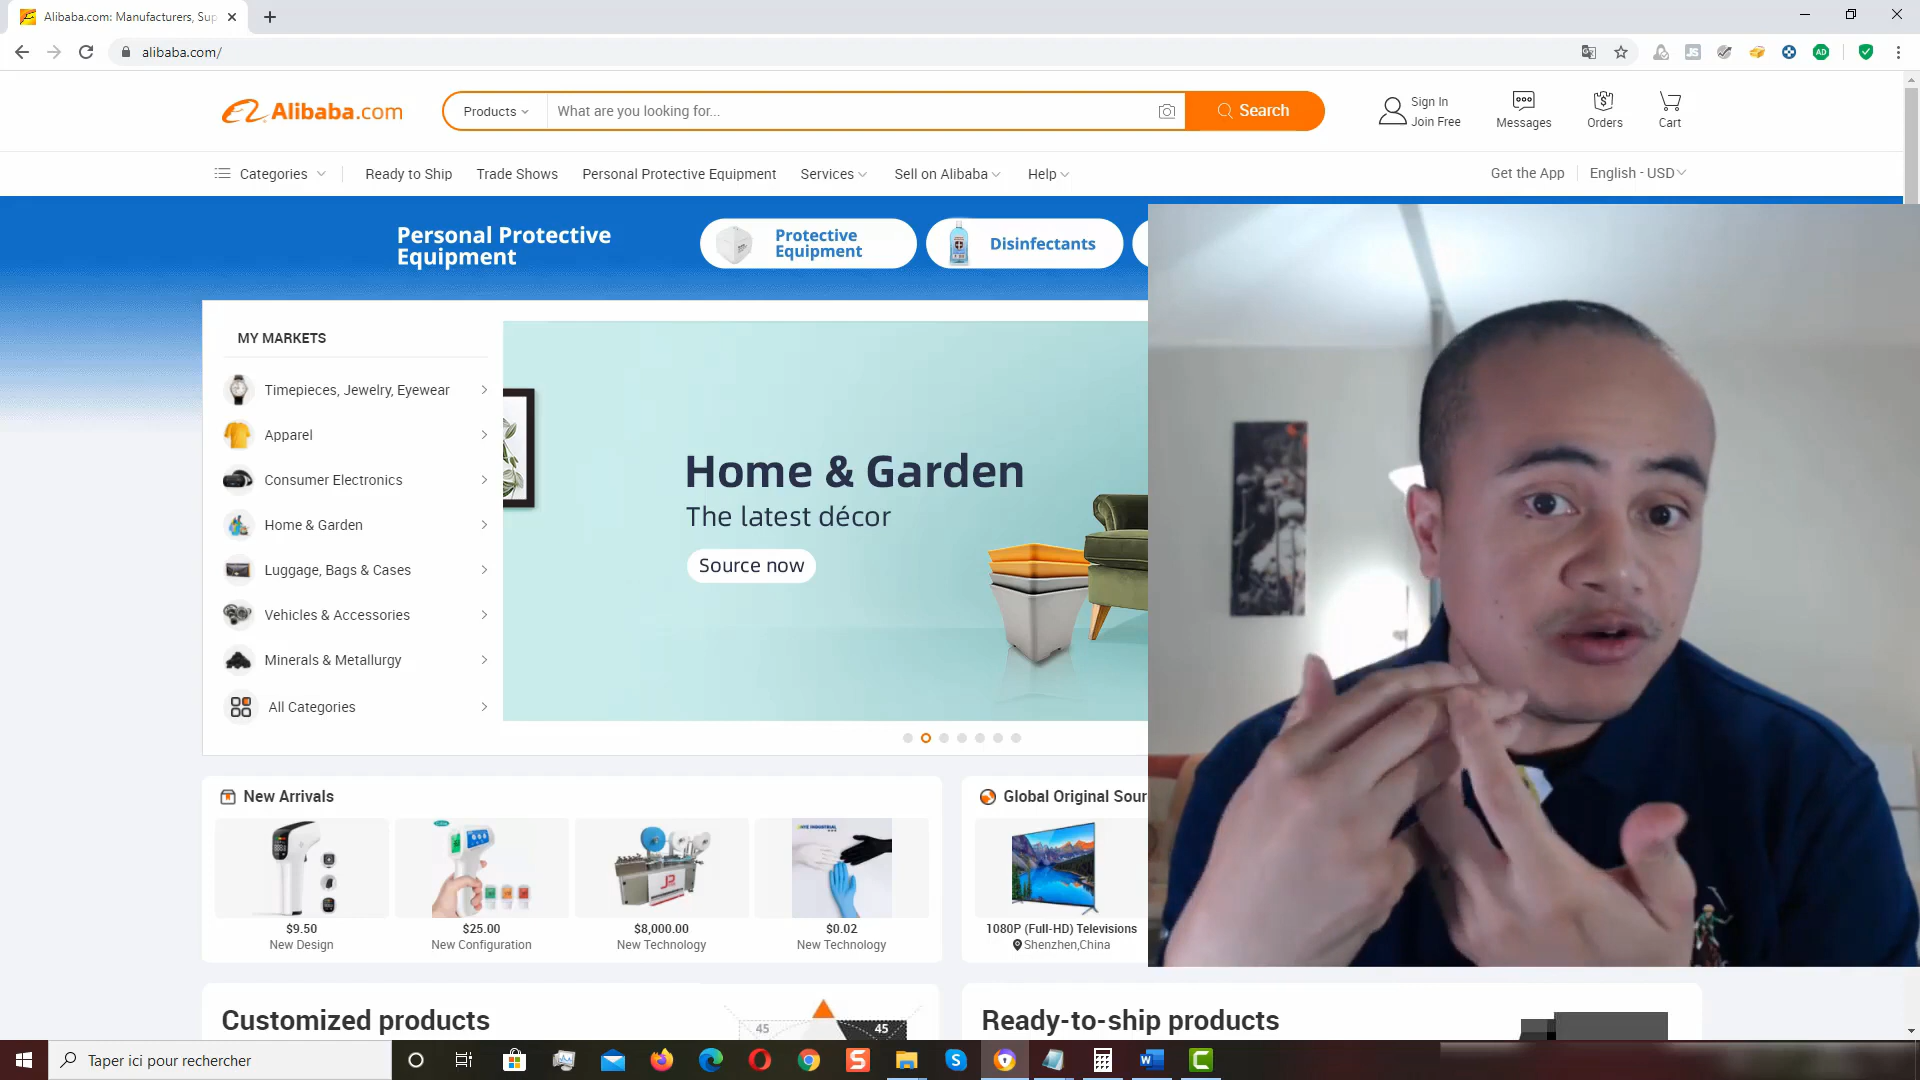 Alibaba.com: Manufacturers, Sup
alibaba.com/
Alibaba.com
Products
What are you looking for...
Search
Sign In
Join Free
Messages
Orders
Cart
Categories
Ready to Ship
Trade Shows
Personal Protective Equipment
Services
Sell on Alibaba
Help
Get the App
English - USD
Personal Protective
Equipment
Protective
Equipment
Disinfectants
MY MARKETS
Timepieces, Jewelry, Eyewear
Apparel
Consumer Electronics
Home & Garden
Luggage, Bags & Cases
Vehicles & Accessories
Minerals & Metallurgy
All Categories
Home & Garden
The latest décor
Source now
New Arrivals
$9.50
New Design
$25.00
New Configuration
JR
$8,000.00
New Technology
$0.02
New Technology
Global Original Sour
1080P (Full-HD) Televisions
Shenzhen,China
Customized products
45
45
Ready-to-ship products
Taper ici pour rechercher